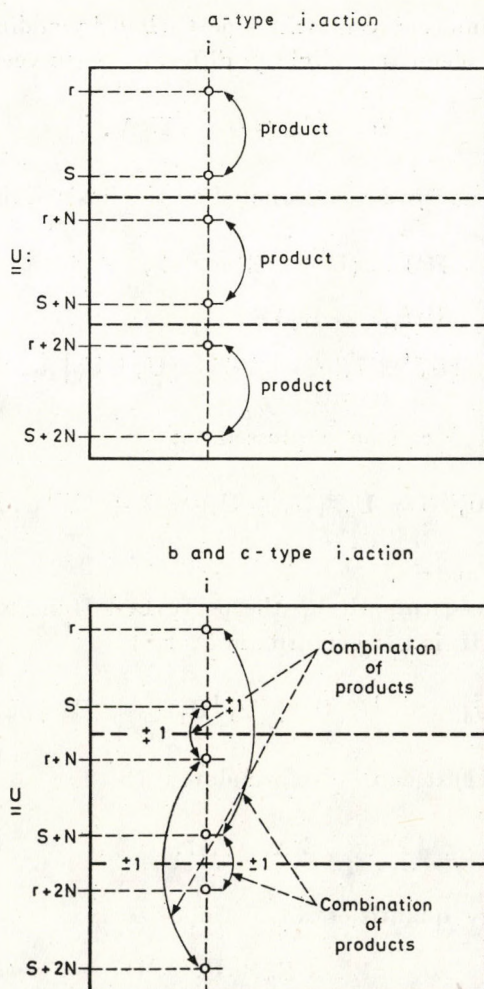 a-type i.action
i
r
product
S
r+N
U:
product
S+N
r+2N
product
S+2N
b and c-type i.action
i
r
Combination
of
products
S
±1
±1
r+N
U
S+N
±1
±1
r+2N
Combination
of
products
S+2N